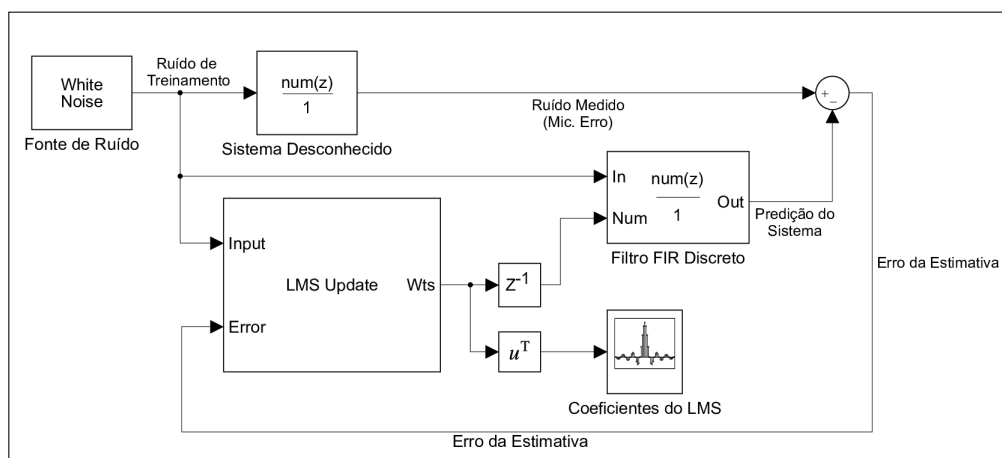 White
Noise
Fonte de Ruído
Ruído de
Treinamento
num(z)
1
Sistema Desconhecido
Ruído Medido
(Mic. Erro)
+
−
In
Num
num(z)
1
Out
Filtro FIR Discreto
Predição do
Sistema
Erro da Estimativa
Input
Error
LMS Update
Wts
Z-1
uT
Coeficientes do LMS
Erro da Estimativa